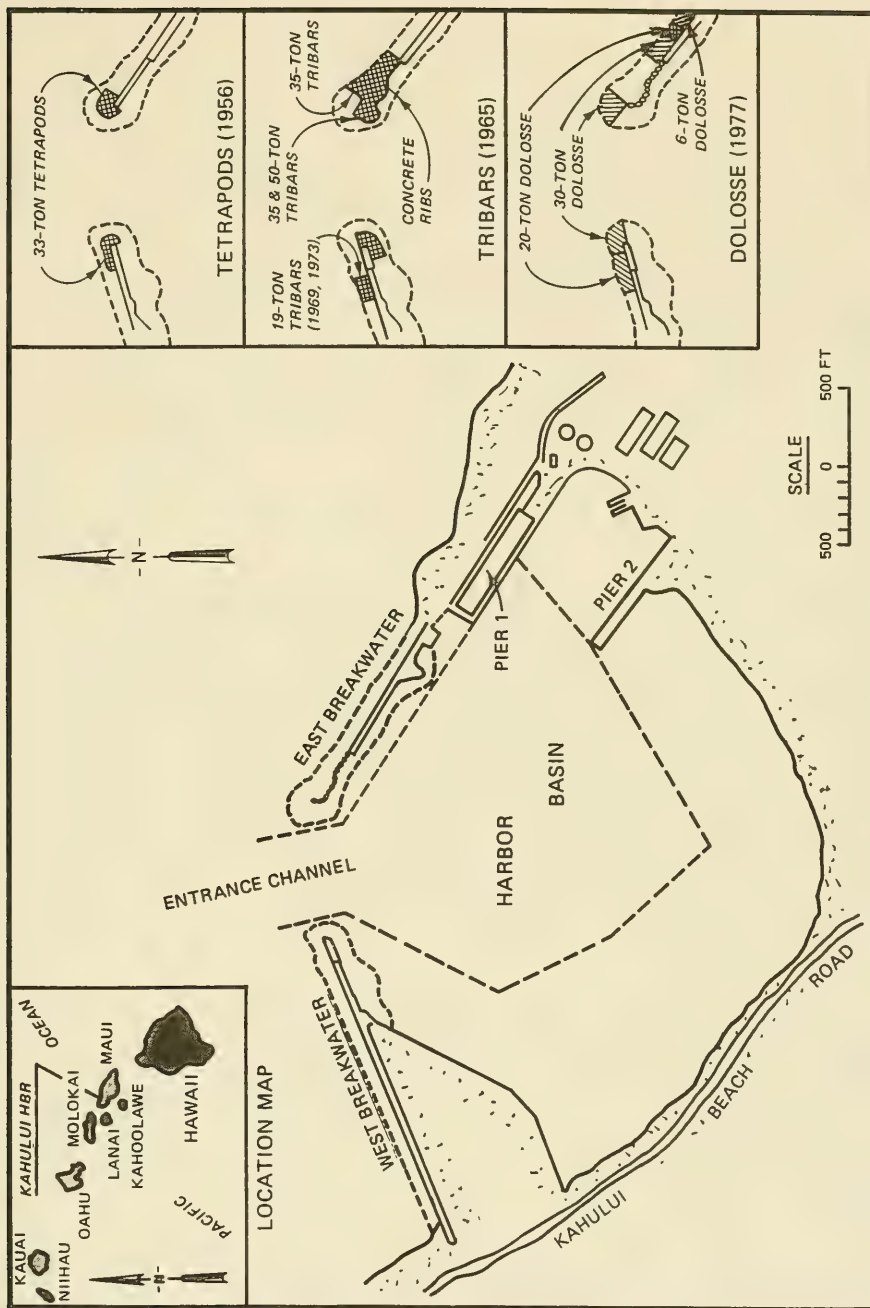 KAUAI
NIIHAU
OAHU
KAHULUI HBR
MOLOKAI
LANAI
KAHOOLAWE
MAUI
HAWAII
PACIFIC
OCEAN
-N-
LOCATION MAP
-N-
ENTRANCE CHANNEL
WEST BREAKWATER
EAST BREAKWATER
PIER 1
PIER 2
HARBOR
BASIN
KAHULUI
BEACH
ROAD
SCALE
500 0 500 FT
33-TON TETRAPODS
TETRAPODS (1956)
19-TON
TRIBARS
(1969, 1973)
35 & 50-TON
TRIBARS
35-TON
TRIBARS
CONCRETE
RIBS
TRIBARS (1965)
20-TON DOLOSSE
30-TON
DOLOSSE
6-TON
DOLOSSE
DOLOSSE (1977)